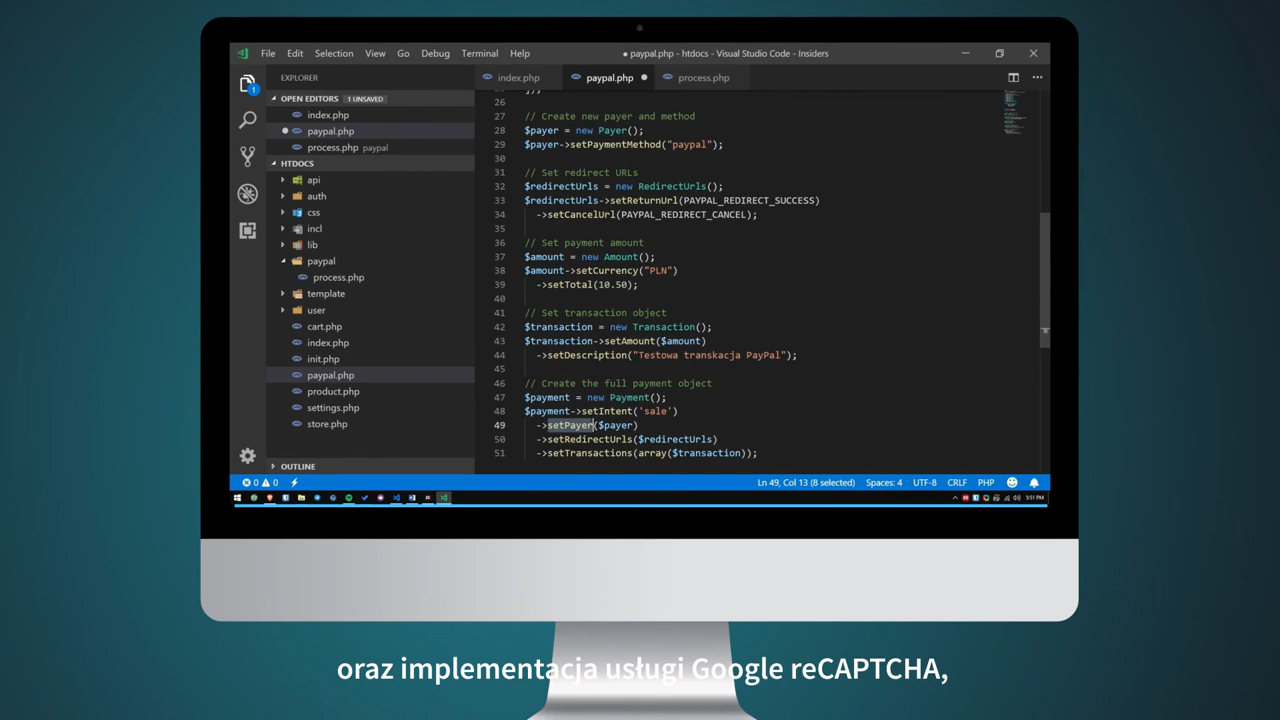 File Edit Selection View Go Debug Terminal Help
● paypal.php - htdocs - Visual Studio Code - Insiders
EXPLORER
OPEN EDITORS 1 UNSAVED
index.php
paypal.php
process.php paypal
HTDOCS
api
auth
css
incl
lib
paypal
process.php
template
user
cart.php
index.php
init.php
paypal.php
product.php
settings.php
store.php
OUTLINE
index.php paypal.php process.php
26
27 // Create new payer and method
28 $payer = new Payer();
29 $payer->setPaymentMethod("paypal");
30
31 // Set redirect URLs
32 $redirectUrls = new RedirectUrls();
33 $redirectUrls->setReturnUrl(PAYPAL_REDIRECT_SUCCESS)
34 ->setCancelUrl(PAYPAL_REDIRECT_CANCEL);
35
36 // Set payment amount
37 $amount = new Amount();
38 $amount->setCurrency("PLN")
39 ->setTotal(10.50);
40
41 // Set transaction object
42 $transaction = new Transaction();
43 $transaction->setAmount($amount)
44 ->setDescription("Testowa transkacja PayPal");
45
46 // Create the full payment object
47 $payment = new Payment();
48 $payment->setIntent('sale')
49 ->setPayer($payer)
50 ->setRedirectUrls($redirectUrls)
51 ->setTransactions(array($transaction));
0 0 Ln 49, Col 13 (8 selected) Spaces: 4 UTF-8 CRLF PHP
5:51 PM
oraz implementacja usługi Google reCAPTCHA,